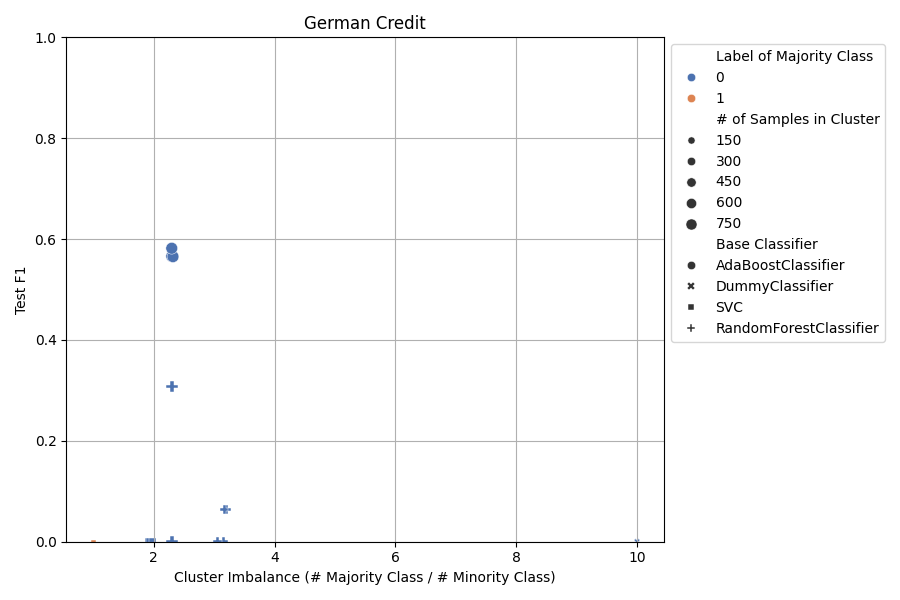 German Credit
Test F1
1.0
0.8
0.6
0.4
0.2
0.0
2
4
6
8
10
Cluster Imbalance (# Majority Class / # Minority Class)
Label of Majority Class
0
1
# of Samples in Cluster
150
300
450
600
750
Base Classifier
AdaBoostClassifier
DummyClassifier
SVC
RandomForestClassifier